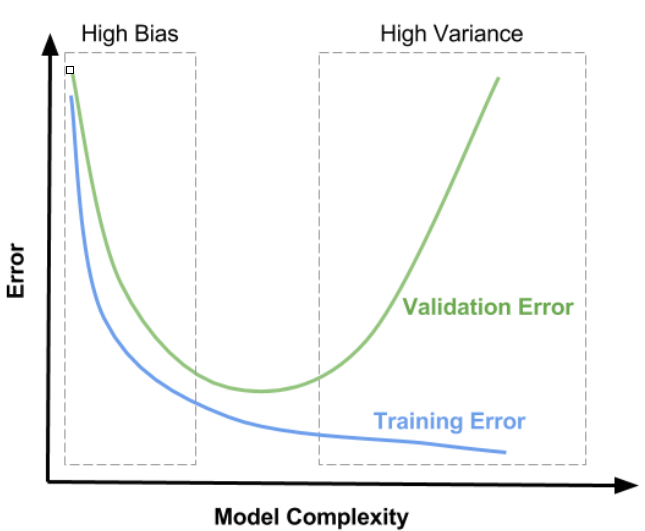 High Bias
High Variance
Error
Validation Error
Training Error
Model Complexity